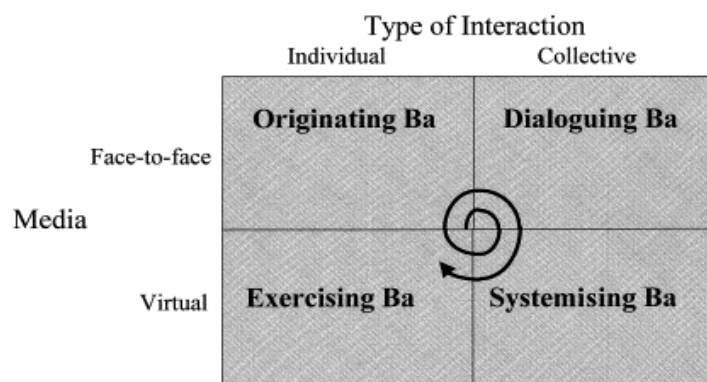 Type of Interaction
Individual Collective
Originating Ba Dialoguing Ba
Face-to-face
Media
Virtual Exercising Ba Systemising Ba